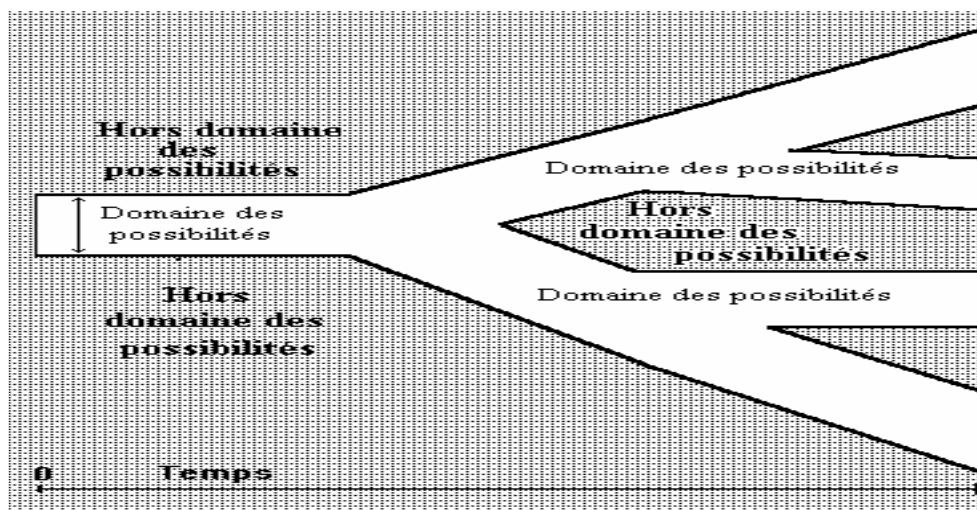 Hors domaine
des
possibilités
Domaine des possibilités
Domaine des
possibilités
Hors
domaine des
possibilités
Hors
domaine des
possibilités
Domaine des possibilités
0 Temps